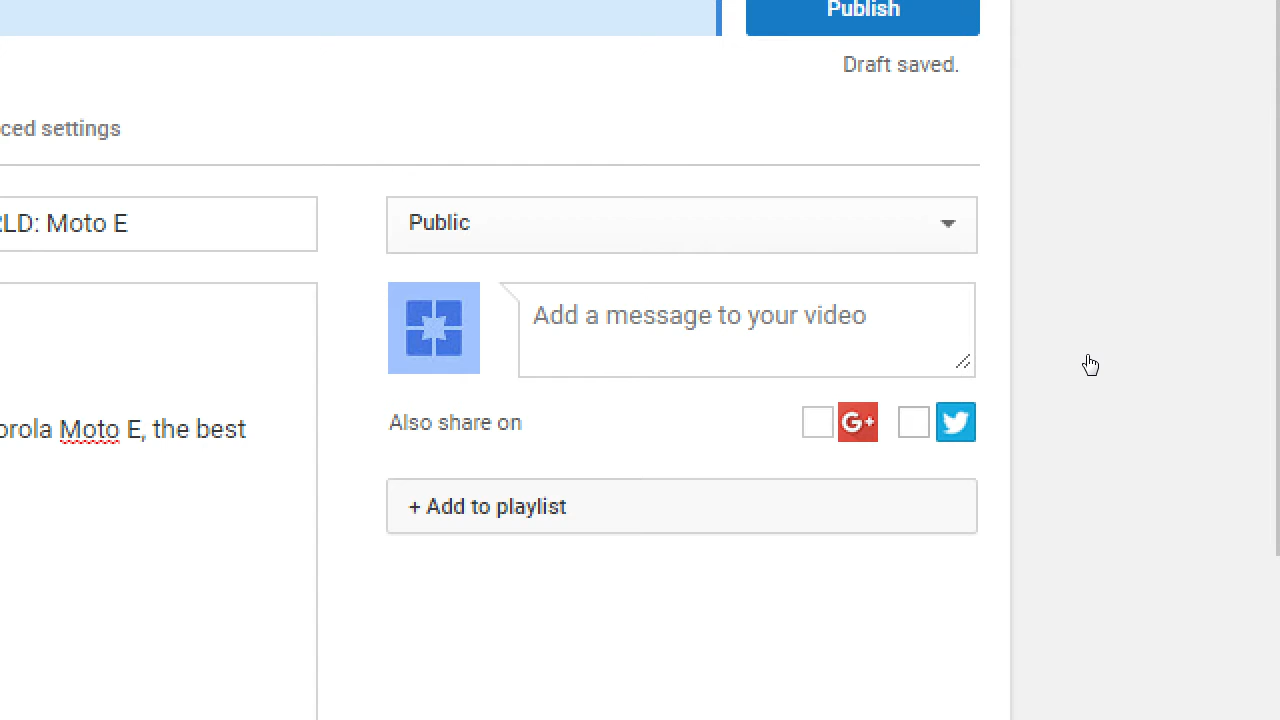 Publish
Draft saved.
ced settings
LD: Moto E
Public
Add a message to your video
orola Moto E, the best
Also share on
G+
+ Add to playlist